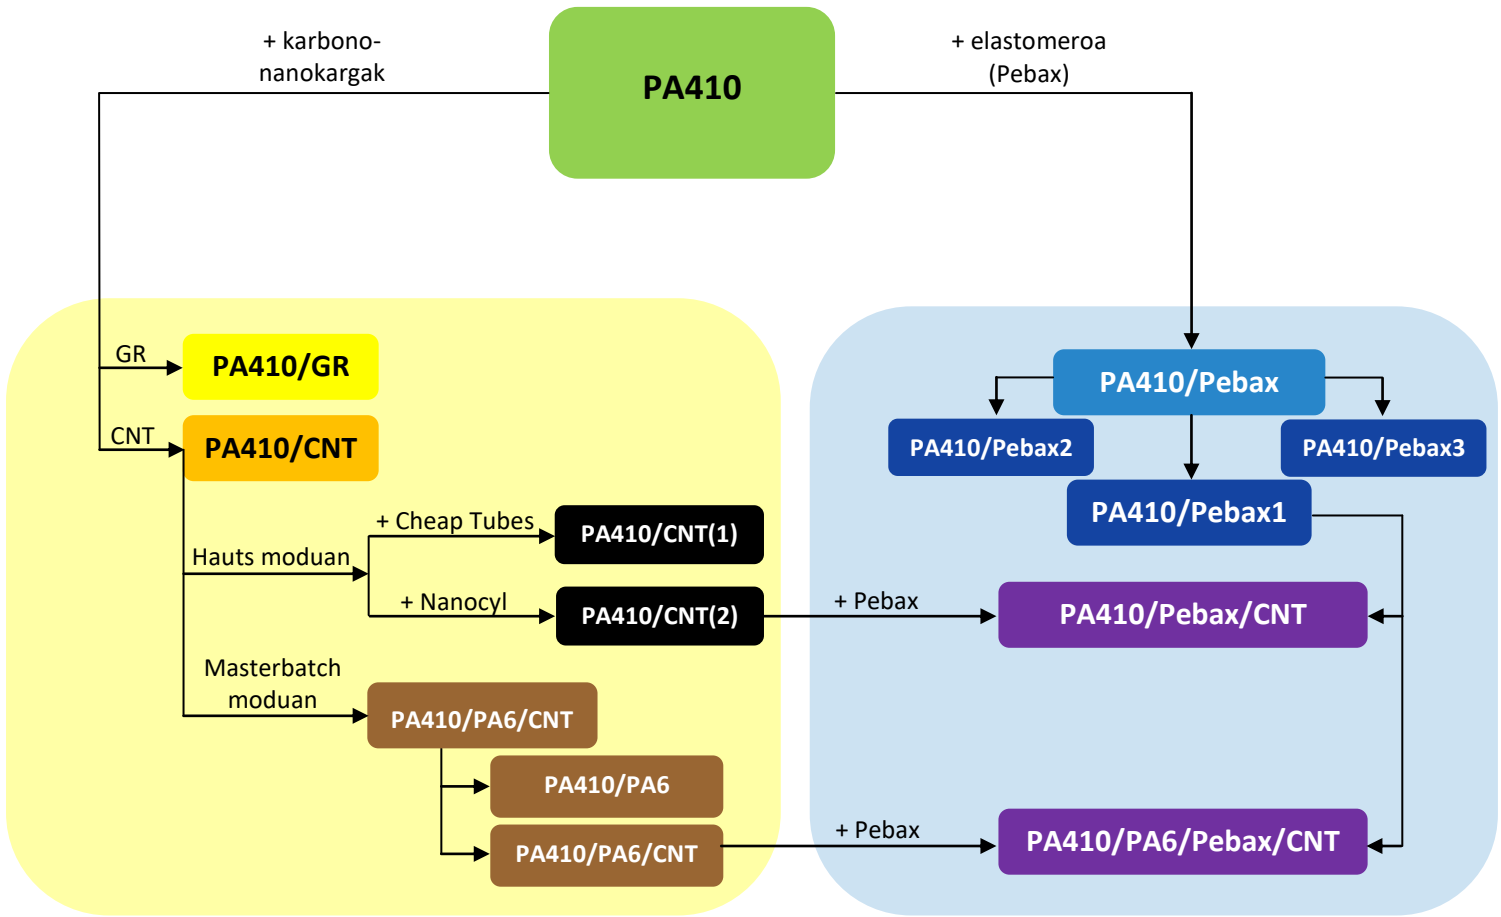 + karbono-
nanokargak
PA410
+ elastomeroa
(Pebax)
GR
PA410/GR
CNT
PA410/CNT
Hauts moduan
+ Cheap Tubes
PA410/CNT(1)
+ Nanocyl
PA410/CNT(2)
Masterbatch
moduan
PA410/PA6/CNT
PA410/PA6
PA410/PA6/CNT
PA410/Pebax
PA410/Pebax2
PA410/Pebax3
PA410/Pebax1
+ Pebax
PA410/Pebax/CNT
+ Pebax
PA410/PA6/Pebax/CNT